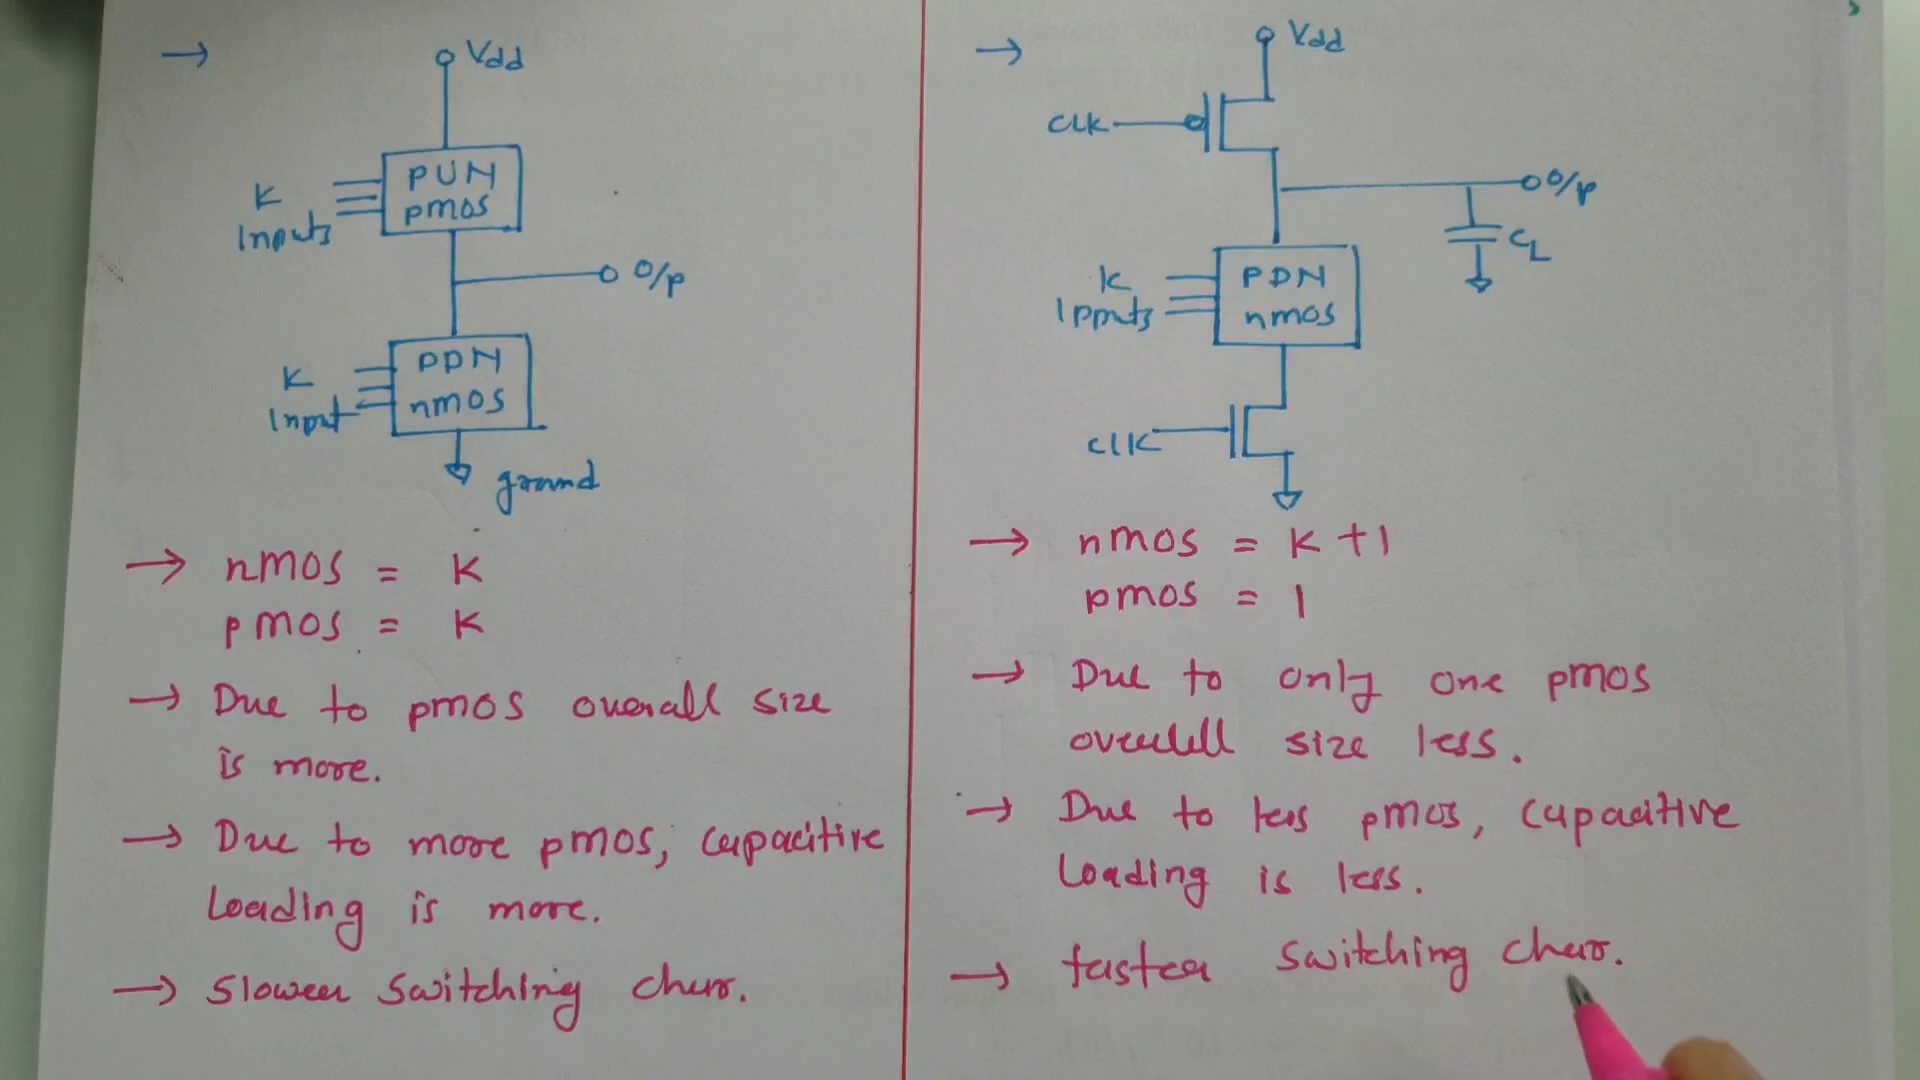 → Vdd
PUN
pmos
K
Inputs
O/p
PDN
nmos
K
Input
ground
→ nmos = K
pmos = K
→ Due to pmos overall size
is more.
→ Due to more pmos, capacitive
Loading is more.
→ Slower switching char.
→ Vdd
CLK
O/p
CL
K
Inputs
PDN
nmos
CLK
→ nmos = K+1
pmos = 1
→ Due to only one pmos
overall size less.
→ Due to less pmos, capacitive
Loading is less.
→ faster switching char.